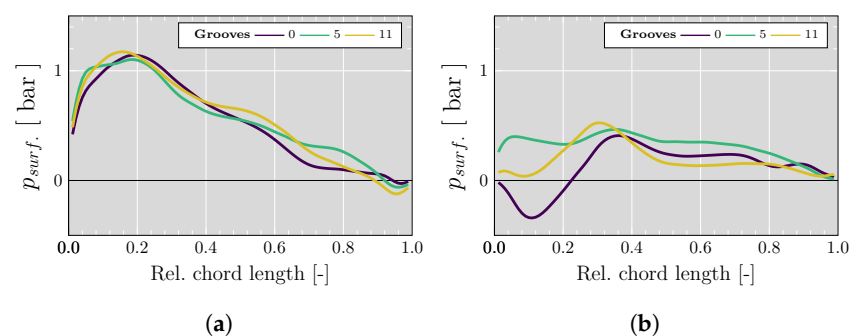 Grooves 0 5 11
1
0
p_surf. [ bar ]
0.0 0.2 0.4 0.6 0.8 1.0
Rel. chord length [-]
(a)
Grooves 0 5 11
1
0
p_surf. [ bar ]
0.0 0.2 0.4 0.6 0.8 1.0
Rel. chord length [-]
(b)